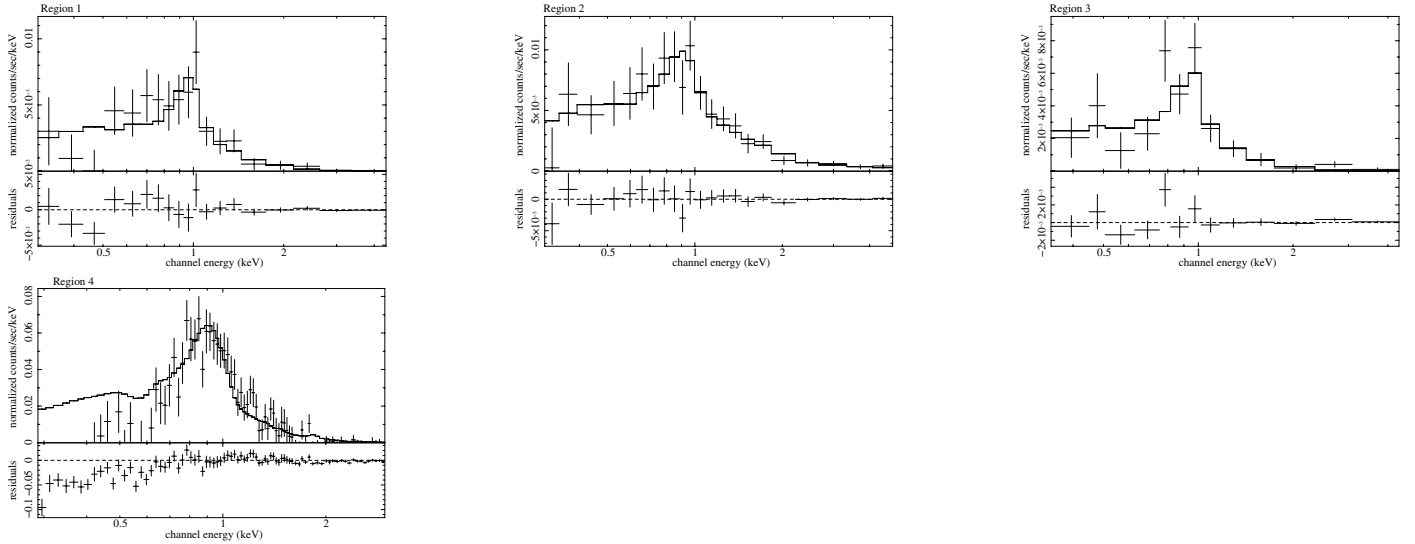 Region 1
normalized counts/sec/keV
0.01
5×10⁻³
0
residuals
5×10⁻³
0
−5×10⁻³
0.5
1
2
channel energy (keV)
Region 2
normalized counts/sec/keV
0.01
5×10⁻³
0
residuals
0
−5×10⁻³
0.5
1
2
channel energy (keV)
Region 3
normalized counts/sec/keV
8×10⁻³
6×10⁻³
4×10⁻³
2×10⁻³
0
residuals
2×10⁻³
0
−2×10⁻³
0.5
1
2
channel energy (keV)
Region 4
normalized counts/sec/keV
0.08
0.06
0.04
0.02
0
residuals
0
−0.05
−0.1
0.5
1
2
channel energy (keV)